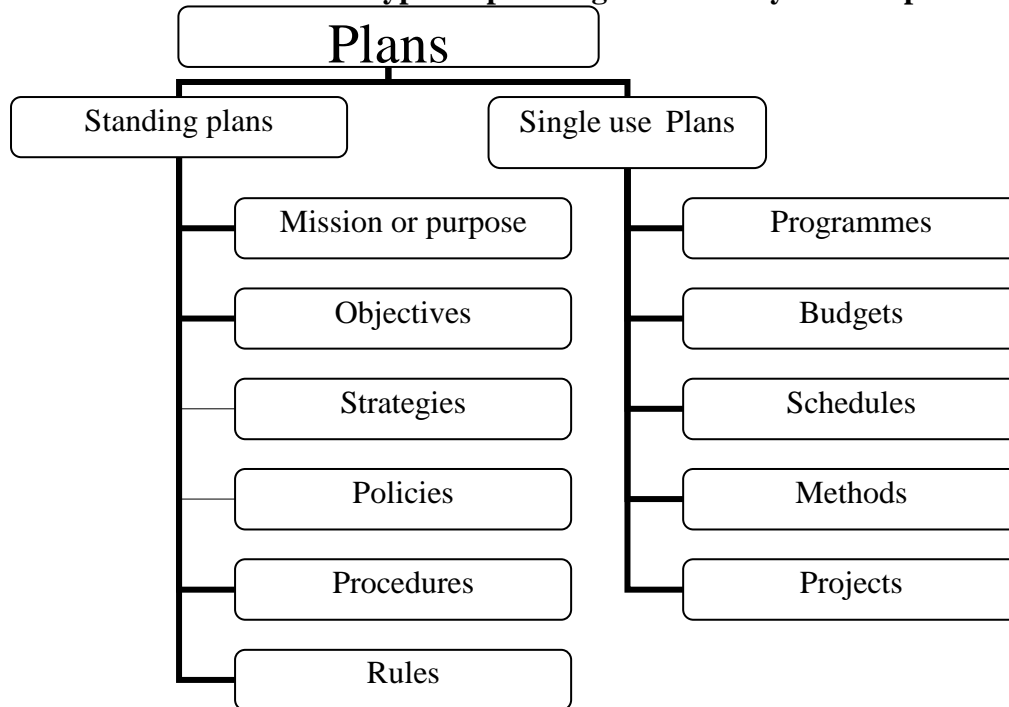 Plans
Standing plans
Single use Plans
Mission or purpose
Objectives
Strategies
Policies
Procedures
Rules
Programmes
Budgets
Schedules
Methods
Projects